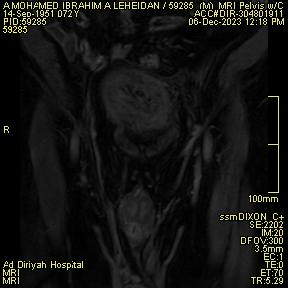 A MOHAMED IBRAHIM A LEHEIDAN / 59285 (M) MRI Pelvis w/C
14-Sep-1951 072Y ACC#DIR-304801911
PID:59285 06-Dec-2023 12:18 PM
59285
R
100mm
ssmDIXON_C+
SE:2202
IM:20
DFOV:300
3.5mm
EC:1
Ad Diriyah Hospital TE:0
MRI ET:70
MRI TR:5.29